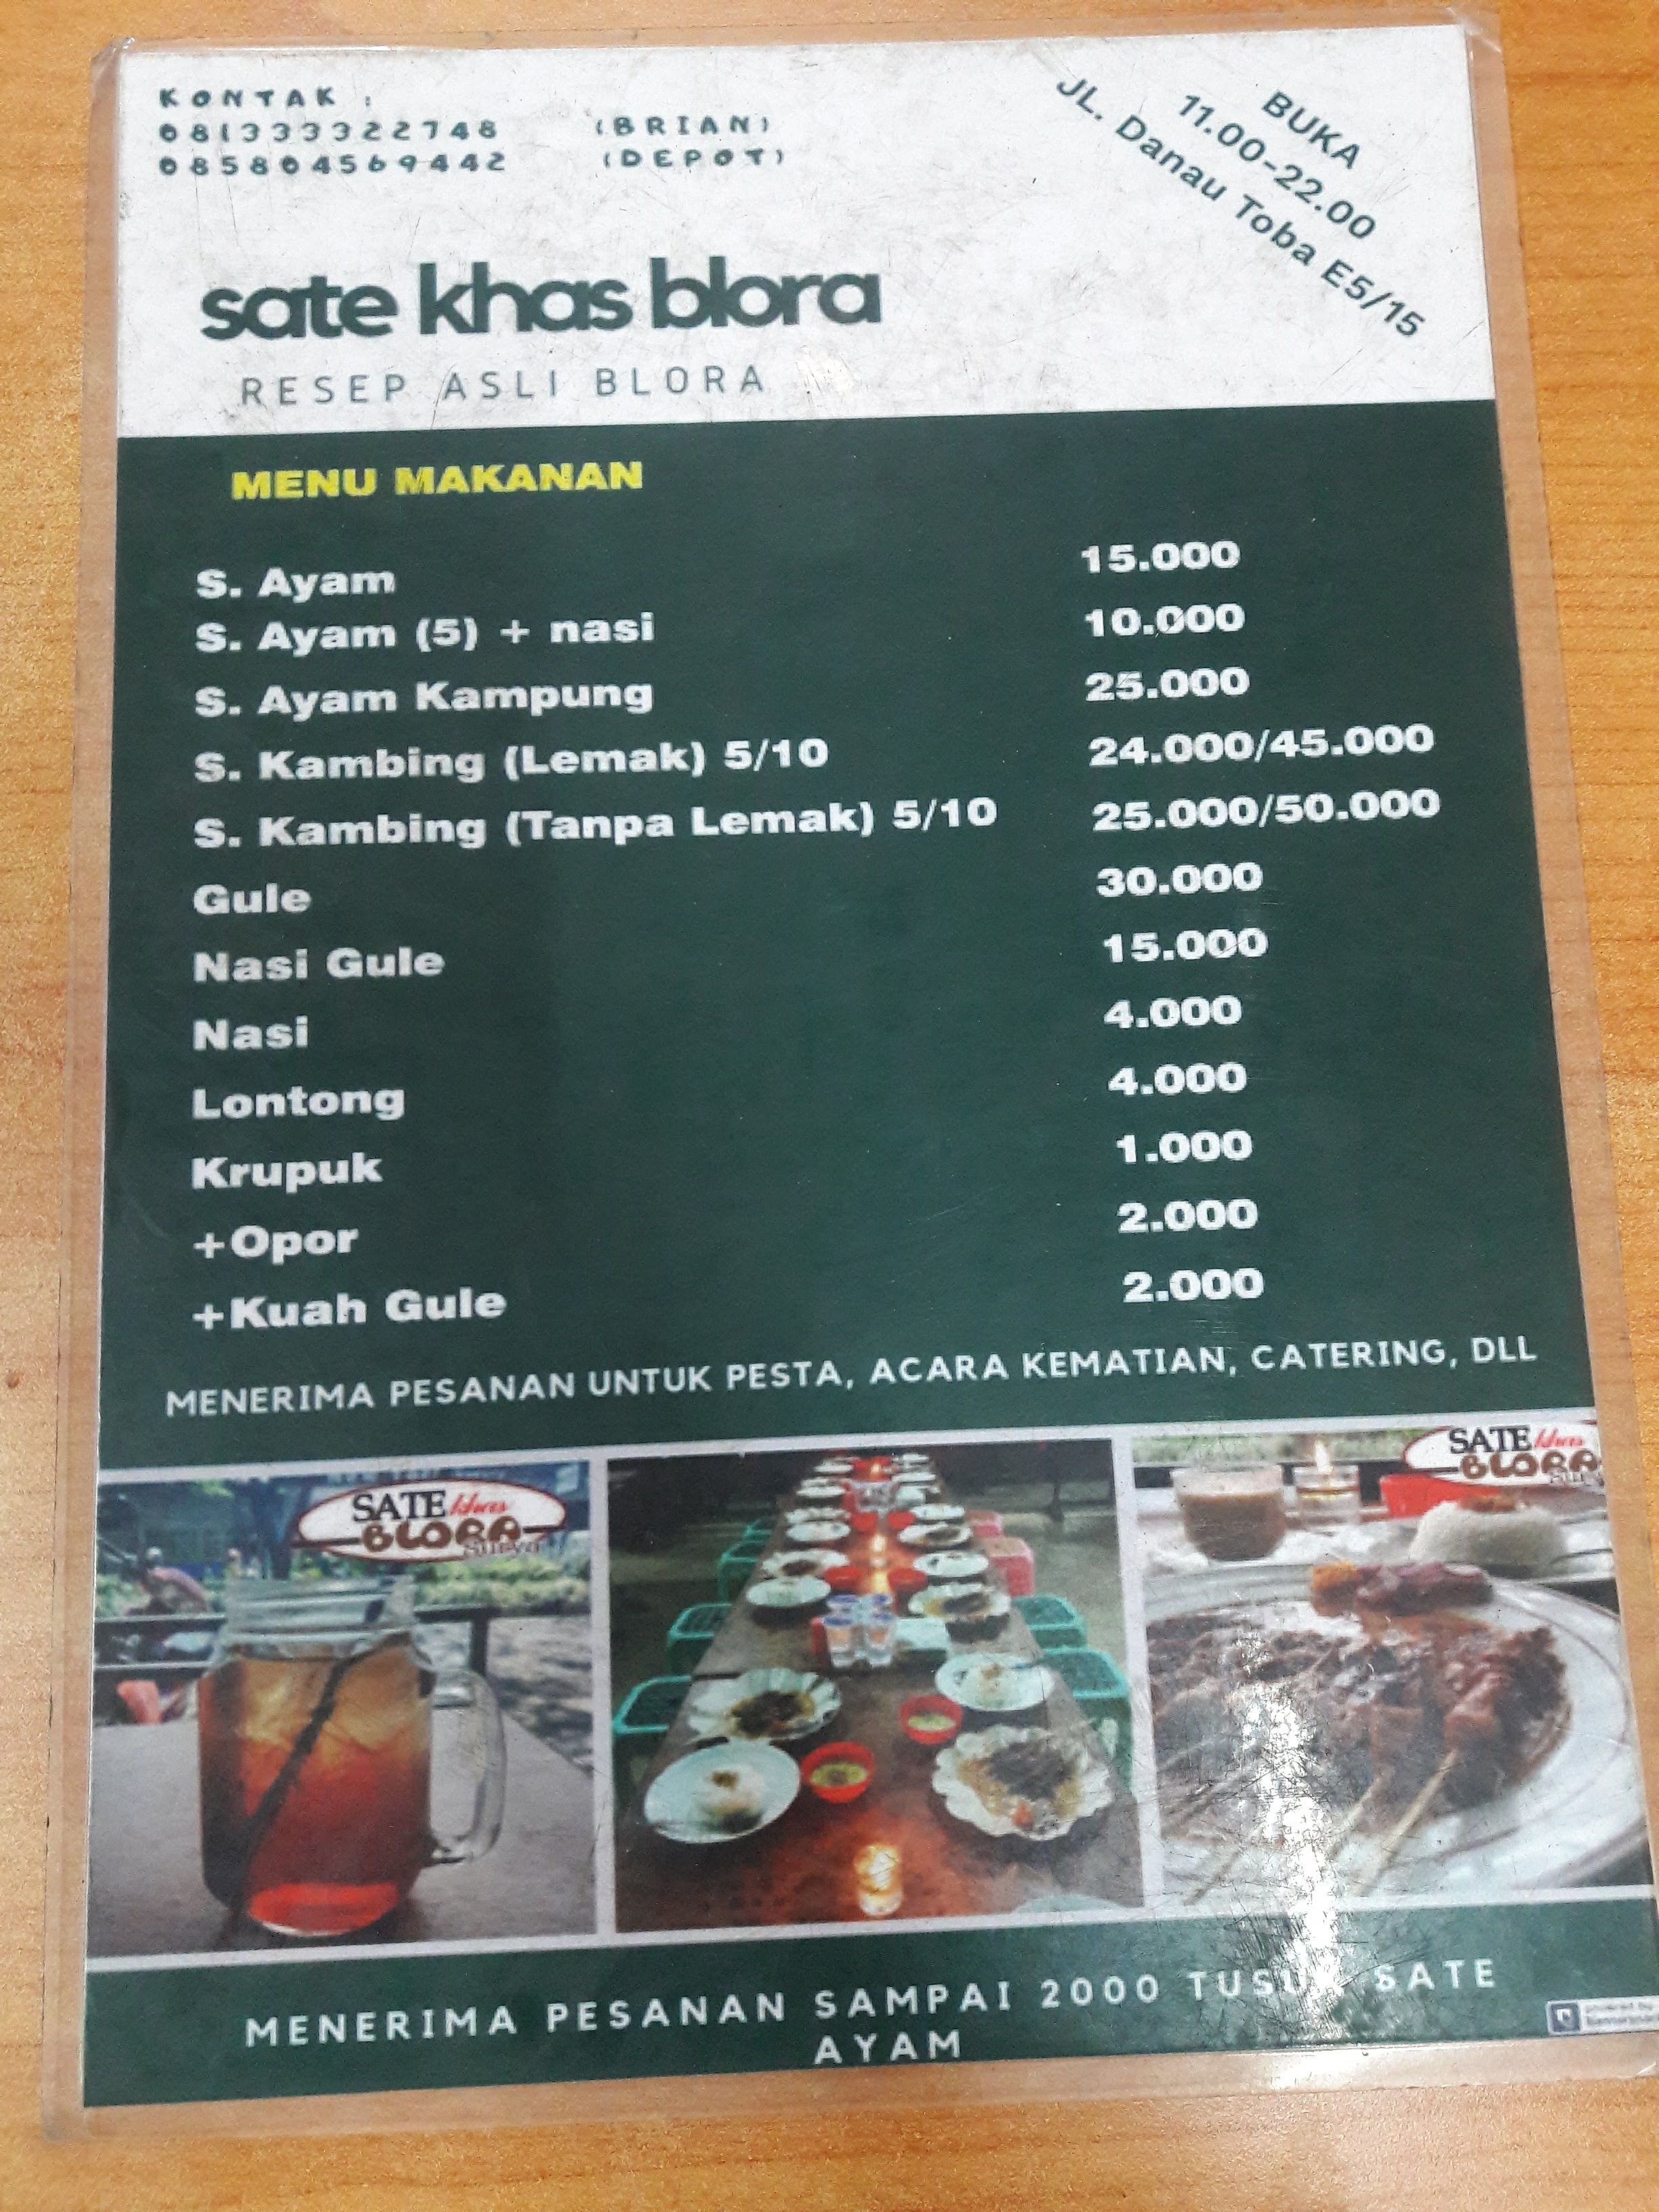 KONTAK :
081333322748 (BRIAN)
085804569442 (DEPOT)
BUKA
11.00-22.00
JL. Danau Toba E5/15
sate khas blora
RESEP ASLI BLORA
MENU MAKANAN
S. Ayam 15.000
S. Ayam (5) + nasi 10.000
S. Ayam Kampung 25.000
S. Kambing (Lemak) 5/10 24.000/45.000
S. Kambing (Tanpa Lemak) 5/10 25.000/50.000
Gule 30.000
Nasi Gule 15.000
Nasi 4.000
Lontong 4.000
Krupuk 1.000
+Opor 2.000
+Kuah Gule 2.000
MENERIMA PESANAN UNTUK PESTA, ACARA KEMATIAN, CATERING, DLL
SATE khas
BLORA
SATE khas
BLORA
MENERIMA PESANAN SAMPAI 2000 TUSUK SATE
AYAM